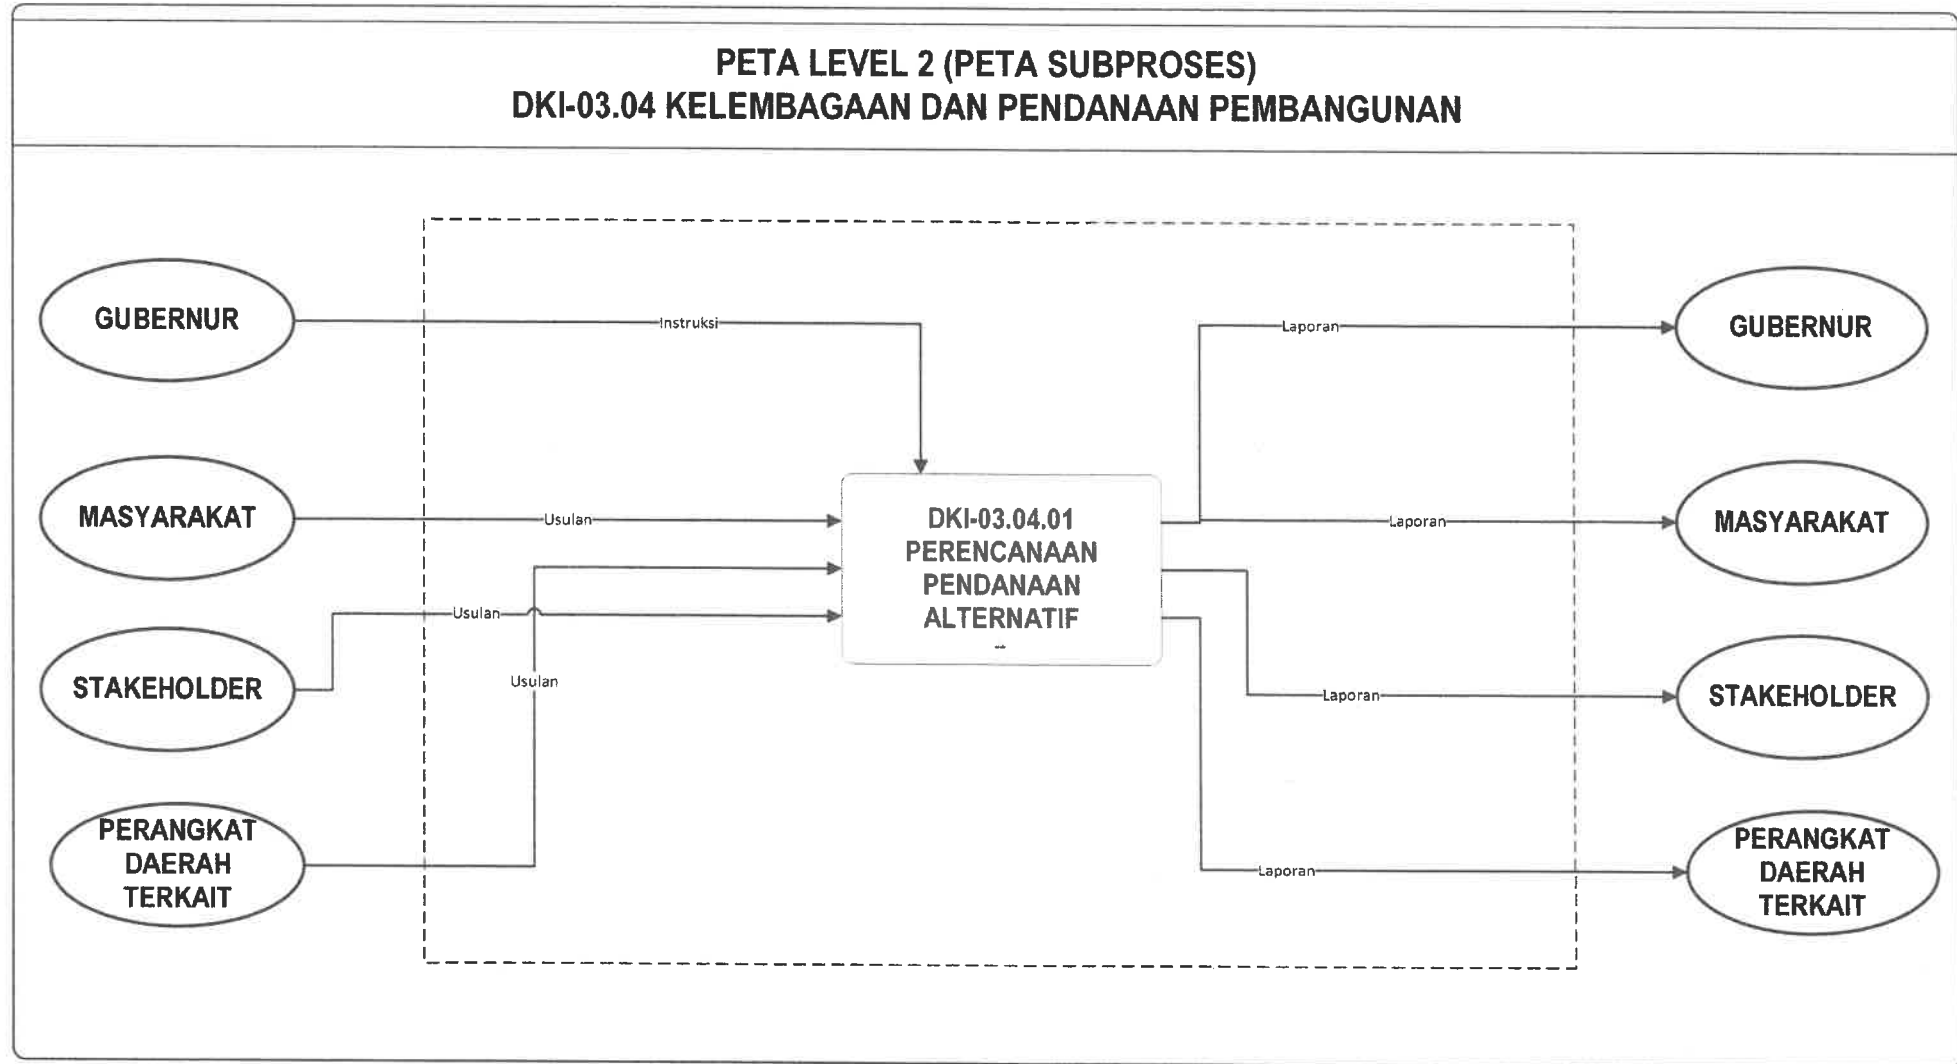 PETA LEVEL 2 (PETA SUBPROSES)
DKI-03.04 KELEMBAGAAN DAN PENDANAAN PEMBANGUNAN
GUBERNUR
Instruksi
Laporan
GUBERNUR
MASYARAKAT
Usulan
DKI-03.04.01
PERENCANAAN
PENDANAAN
ALTERNATIF
--
Laporan
MASYARAKAT
STAKEHOLDER
Usulan
Usulan
Laporan
STAKEHOLDER
PERANGKAT
DAERAH
TERKAIT
Laporan
PERANGKAT
DAERAH
TERKAIT